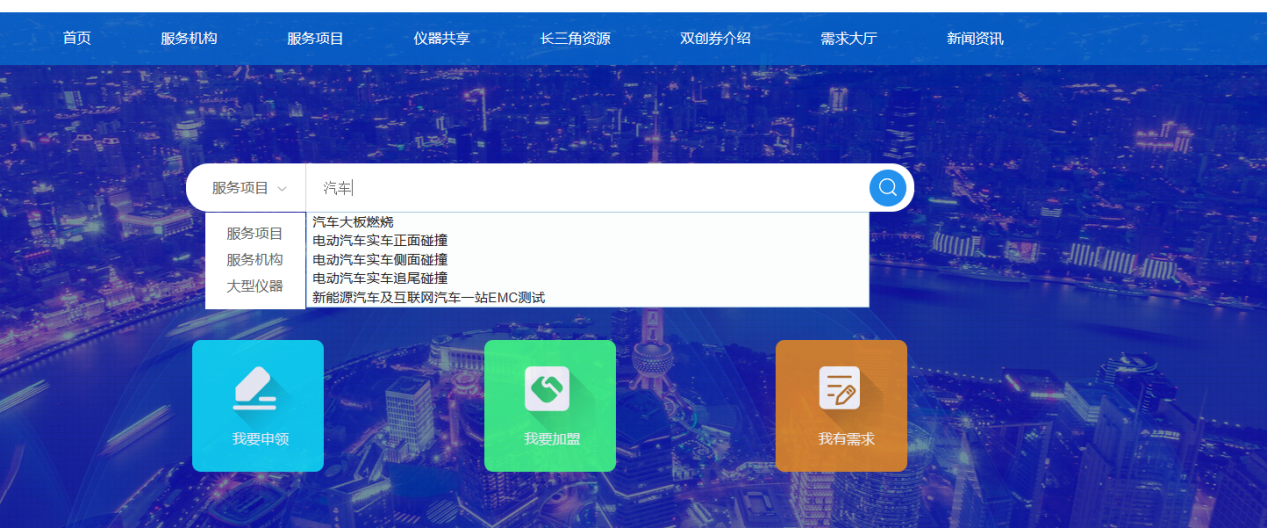 首页 服务机构 服务项目 仪器共享 长三角资源 双创券介绍 需求大厅 新闻资讯
服务项目 汽车
服务项目
服务机构
大型仪器
汽车大板燃烧
电动汽车实车正面碰撞
电动汽车实车侧面碰撞
电动汽车实车追尾碰撞
新能源汽车及互联网汽车一站EMC测试
我要申领 我要加盟 我有需求